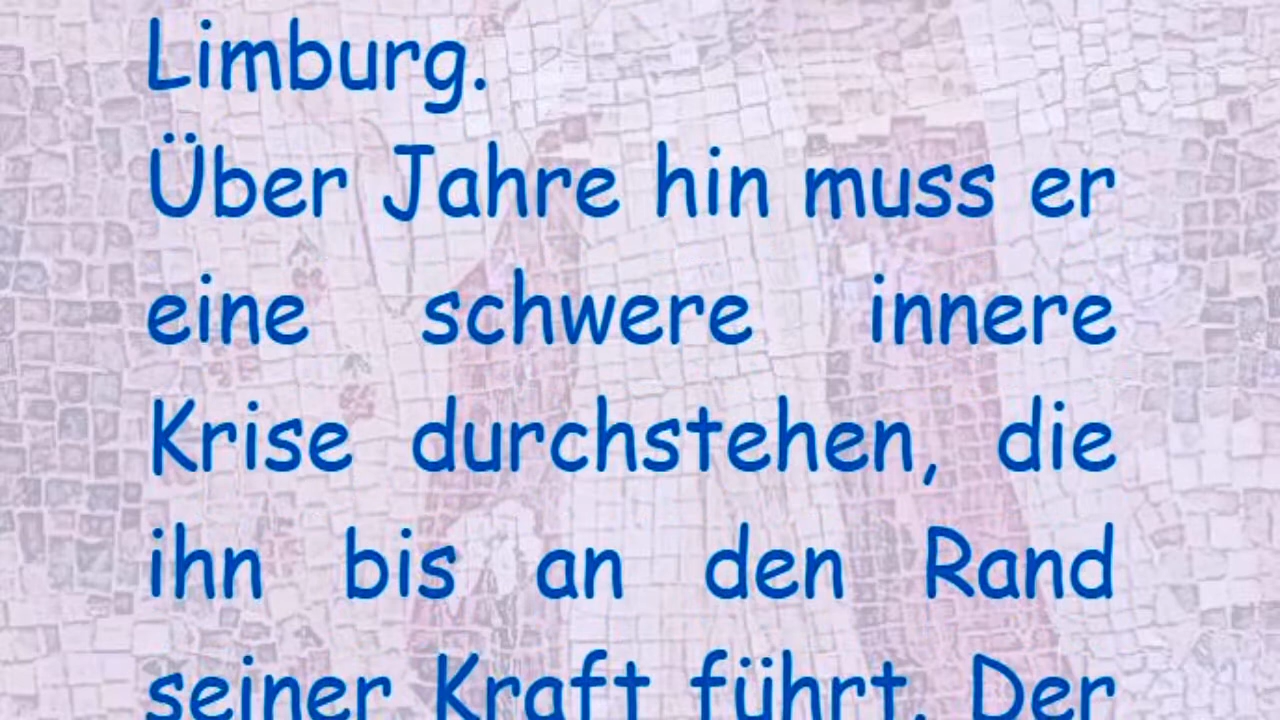 Limburg.
Über Jahre hin muss er
eine schwere innere
Krise durchstehen, die
ihn bis an den Rand
seiner Kraft führt. Der